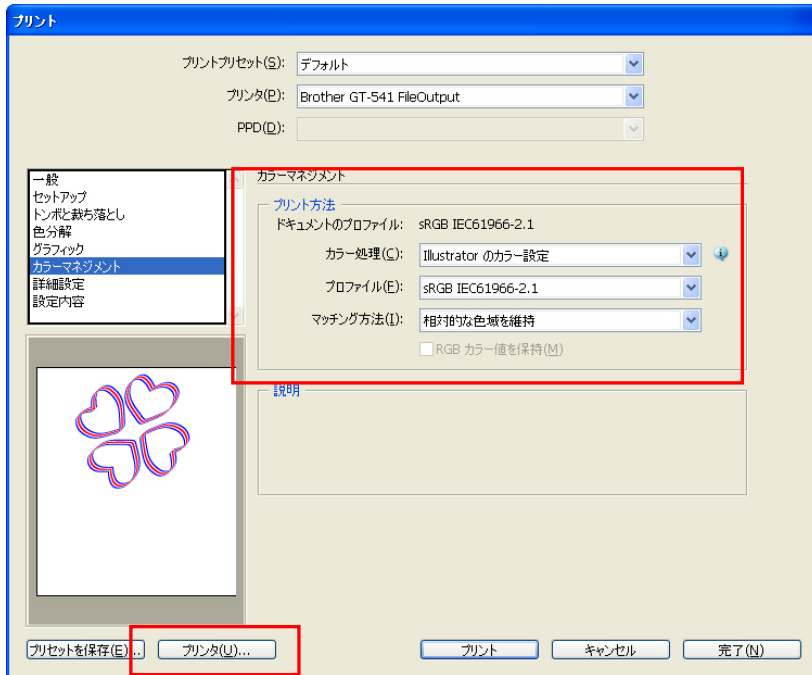 プリント
プリントプリセット(S): デフォルト
プリンタ(P): Brother GT-541 FileOutput
PPD(D):
一般
セットアップ
トンボと裁ち落とし
色分解
グラフィック
カラーマネジメント
詳細設定
設定内容
カラーマネジメント
プリント方法
ドキュメントのプロファイル: sRGB IEC61966-2.1
カラー処理(C): Illustrator のカラー設定
プロファイル(F): sRGB IEC61966-2.1
マッチング方法(I): 相対的な色域を維持
RGB カラー値を保持(M)
説明
プリセットを保存(E)... プリンタ(U)... プリント キャンセル 完了(N)